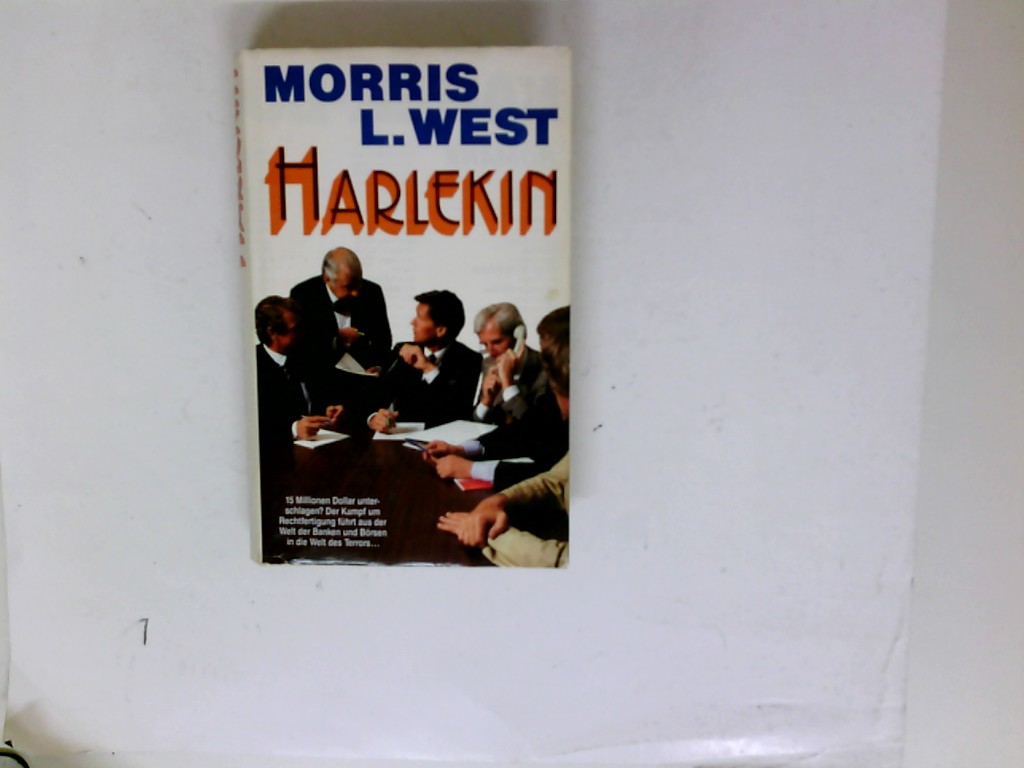 MORRIS
L. WEST
HARLEKIN
15 Millionen Dollar unter-
schlagen? Der Kampf um
Rechtfertigung führt aus der
Welt der Banken und Börsen
in die Welt des Terrors...